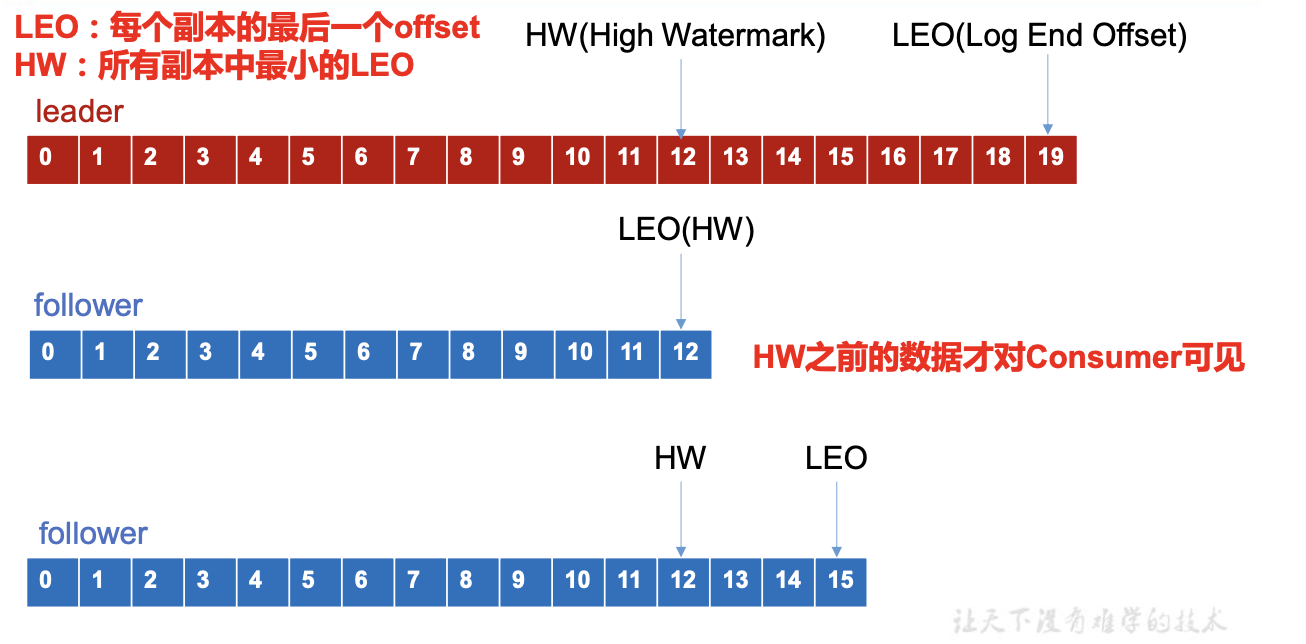 LEO：每个副本的最后一个offset
HW：所有副本中最小的LEO
HW(High Watermark)
LEO(Log End Offset)
leader
0 1 2 3 4 5 6 7 8 9 10 11 12 13 14 15 16 17 18 19
LEO(HW)
follower
0 1 2 3 4 5 6 7 8 9 10 11 12
HW之前的数据才对Consumer可见
HW
LEO
follower
0 1 2 3 4 5 6 7 8 9 10 11 12 13 14 15
让天下没有难学的技术